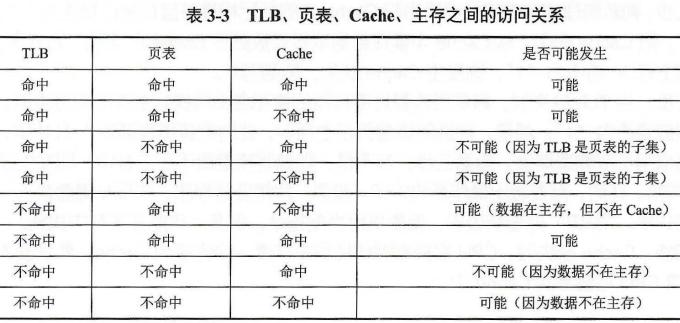 表 3-3 TLB、页表、Cache、主存之间的访问关系
TLB 页表 Cache 是否可能发生
命中 命中 命中 可能
命中 命中 不命中 可能
命中 不命中 命中 不可能（因为 TLB 是页表的子集）
命中 不命中 不命中 不可能（因为 TLB 是页表的子集）
不命中 命中 不命中 可能（数据在主存，但不在 Cache）
不命中 命中 命中 可能
不命中 不命中 命中 不可能（因为数据不在主存）
不命中 不命中 不命中 可能（因为数据不在主存）